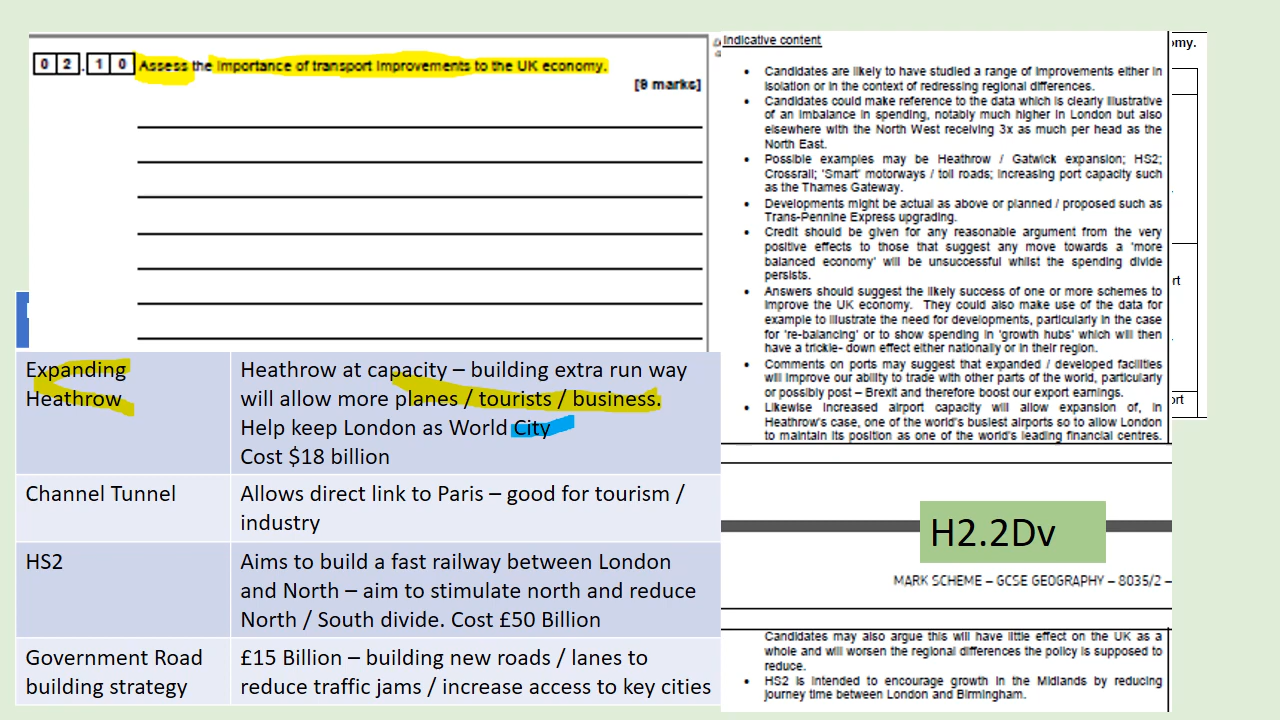 0 2 . 1 0 Assess the importance of transport improvements to the UK economy.
[9 marks]
Expanding Heathrow
Heathrow at capacity – building extra run way
will allow more planes / tourists / business.
Help keep London as World City
Cost $18 billion
Channel Tunnel
Allows direct link to Paris – good for tourism /
industry
HS2
Aims to build a fast railway between London
and North – aim to stimulate north and reduce
North / South divide. Cost £50 Billion
Government Road
building strategy
£15 Billion – building new roads / lanes to
reduce traffic jams / increase access to key cities
Indicative content
• Candidates are likely to have studied a range of improvements either in
isolation or in the context of redressing regional differences.
• Candidates could make reference to the data which is clearly illustrative
of an imbalance in spending, notably much higher in London but also
elsewhere with the North West receiving 3x as much per head as the
North East.
• Possible examples may be Heathrow / Gatwick expansion; HS2;
Crossrail; 'Smart' motorways / toll roads; increasing port capacity such
as the Thames Gateway.
• Developments might be actual as above or planned / proposed such as
Trans-Pennine Express upgrading.
• Credit should be given for any reasonable argument from the very
positive effects to those that suggest any move towards a 'more
balanced economy' will be unsuccessful whilst the spending divide
persists.
• Answers should suggest the likely success of one or more schemes to
improve the UK economy. They could also make use of the data for
example to illustrate the need for developments, particularly in the case
for 're-balancing' or to show spending in 'growth hubs' which will then
have a trickle- down effect either nationally or in their region.
• Comments on ports may suggest that expanded / developed facilities
will improve our ability to trade with other parts of the world, particularly
or possibly post – Brexit and therefore boost our export earnings.
• Likewise increased airport capacity will allow expansion of, in
Heathrow's case, one of the world's busiest airports so to allow London
to maintain its position as one of the world's leading financial centres.
H2.2Dv
MARK SCHEME – GCSE GEOGRAPHY – 8035/2 –
Candidates may also argue this will have little effect on the UK as a
whole and will worsen the regional differences the policy is supposed to
reduce.
• HS2 is intended to encourage growth in the Midlands by reducing
journey time between London and Birmingham.
omy.
rt
ort